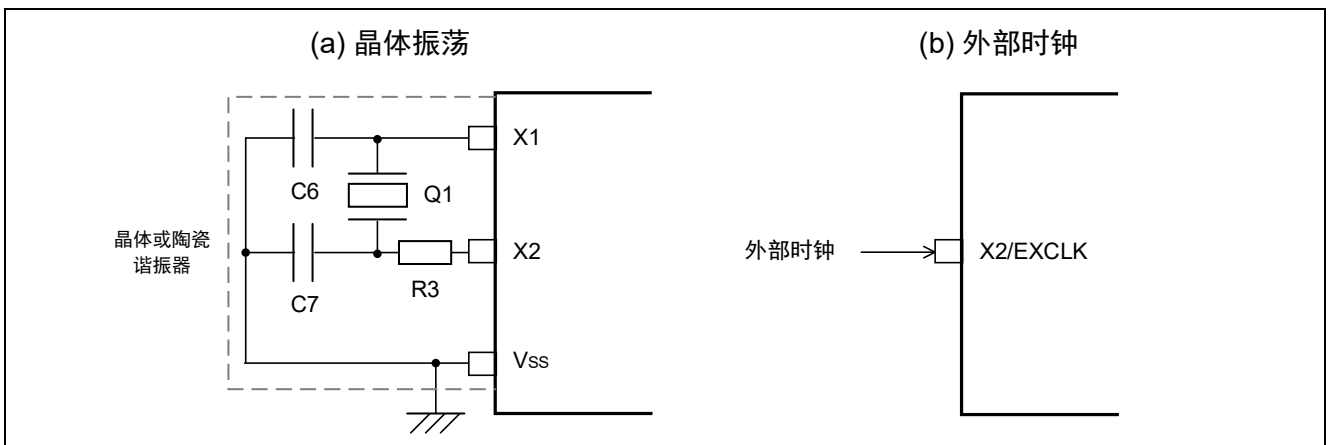 (a) 晶体振荡
(b) 外部时钟
X1
C6
Q1
晶体或陶瓷
谐振器
X2
R3
C7
Vss
外部时钟
X2/EXCLK